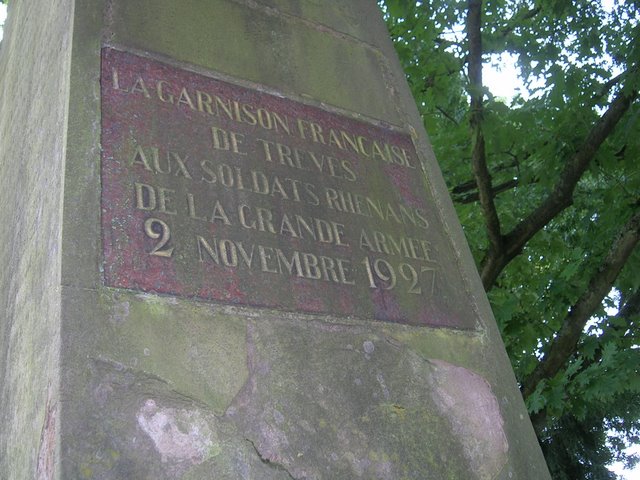 LA GARNISON FRANÇAISE
DE TREVES
AUX SOLDATS RHENANS
DE LA GRANDE ARMEE
2 NOVEMBRE 1927